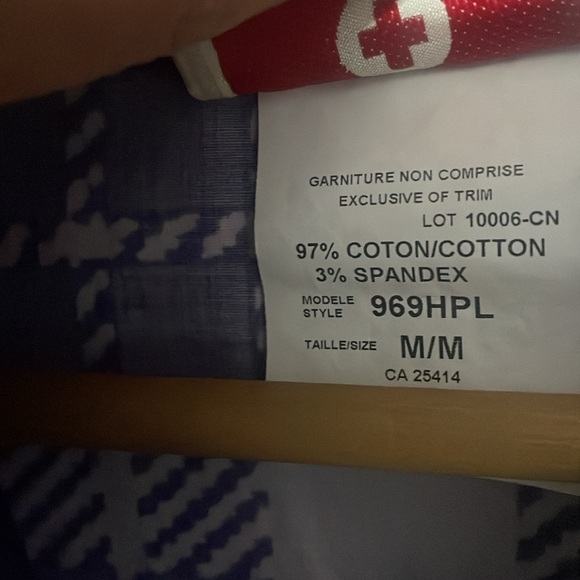 GARNITURE NON COMPRISE
EXCLUSIVE OF TRIM
LOT 10006-CN
97% COTON/COTTON
3% SPANDEX
MODELE
STYLE 969HPL
TAILLE/SIZE M/M
CA 25414